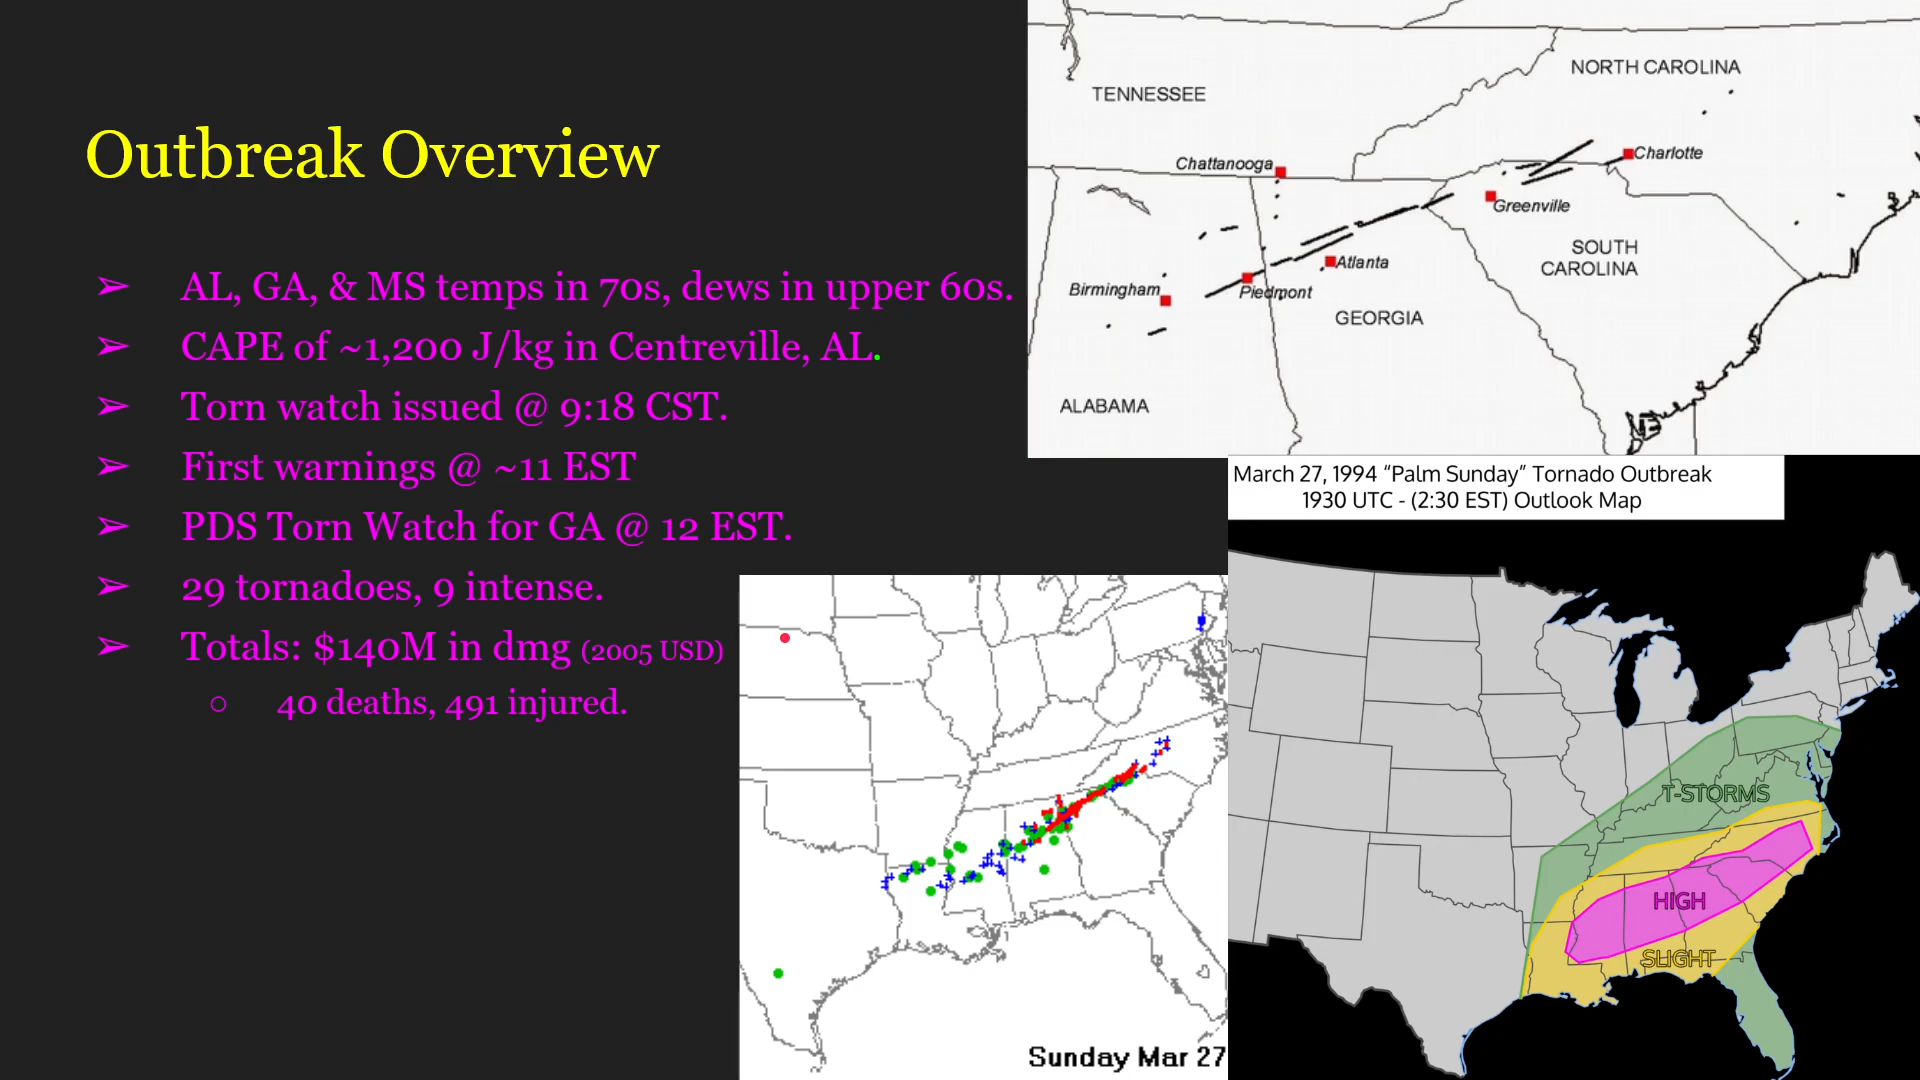 Outbreak Overview
➢ AL, GA, & MS temps in 70s, dews in upper 60s.
➢ CAPE of ~1,200 J/kg in Centreville, AL.
➢ Torn watch issued @ 9:18 CST.
➢ First warnings @ ~11 EST
➢ PDS Torn Watch for GA @ 12 EST.
➢ 29 tornadoes, 9 intense.
➢ Totals: $140M in dmg (2005 USD)
○ 40 deaths, 491 injured.
NORTH CAROLINA
TENNESSEE
Charlotte
Chattanooga
Greenville
SOUTH
CAROLINA
Atlanta
Birmingham
Piedmont
GEORGIA
ALABAMA
March 27, 1994 “Palm Sunday” Tornado Outbreak
1930 UTC - (2:30 EST) Outlook Map
T-STORMS
HIGH
SLIGHT
Sunday Mar 27